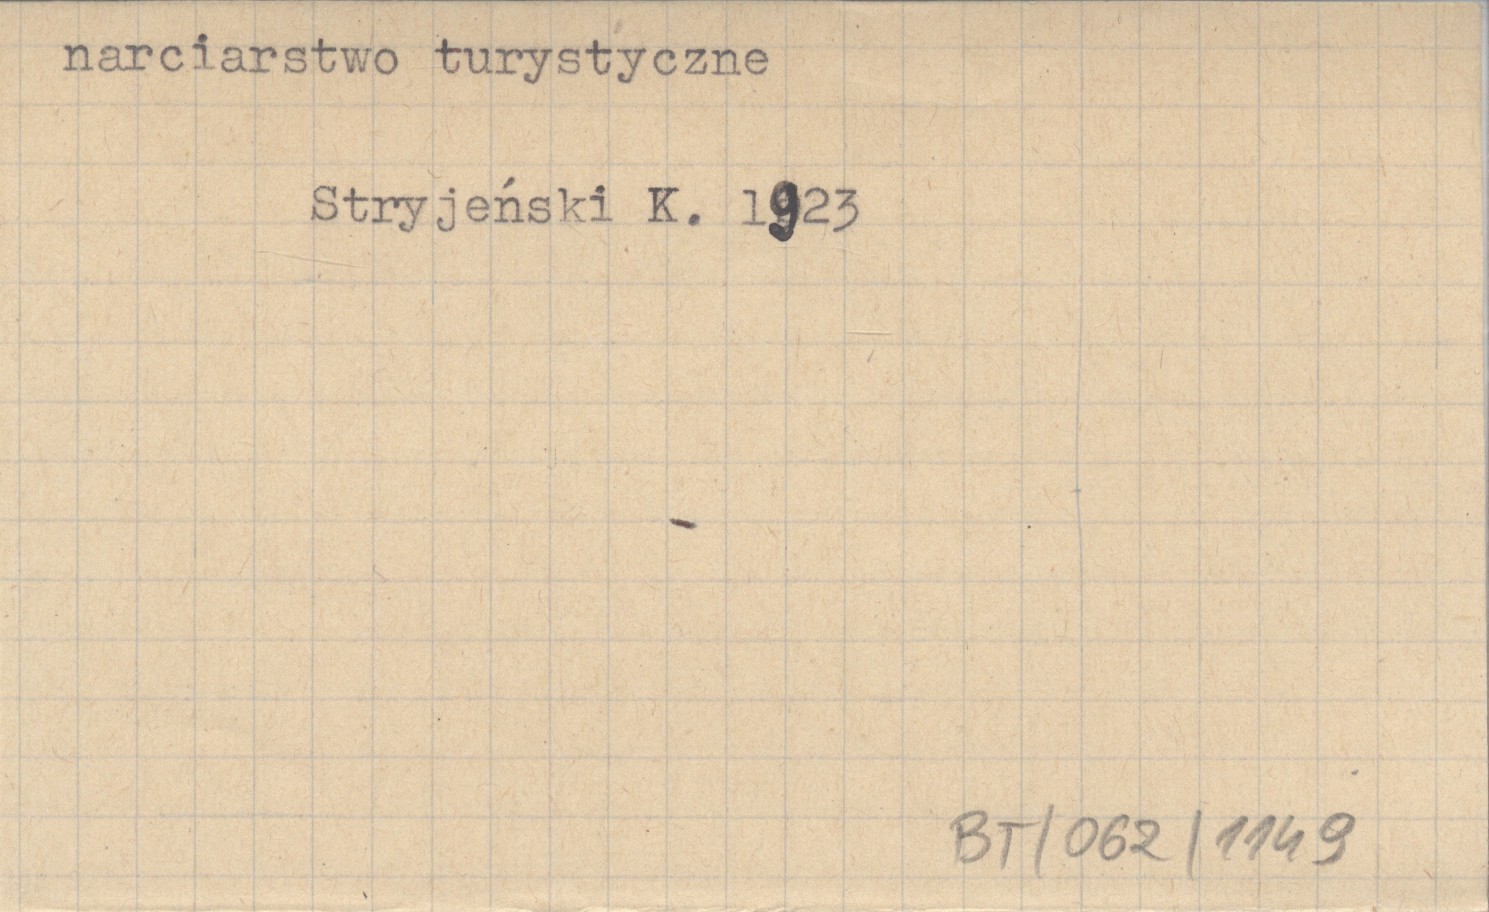 narciarstwo turystyczne
Stryjeński K. 1923
BT/062/1149